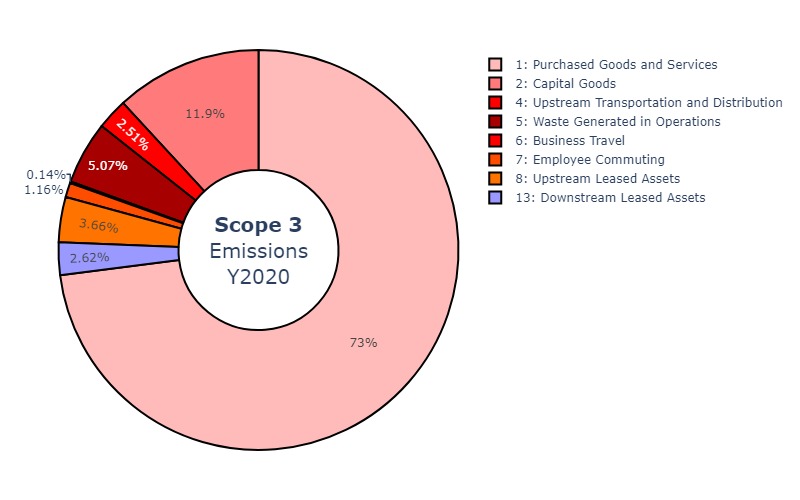 11.9%
2.51%
5.07%
0.14%
1.16%
3.66%
2.62%
73%
Scope 3
Emissions
Y2020
1: Purchased Goods and Services
2: Capital Goods
4: Upstream Transportation and Distribution
5: Waste Generated in Operations
6: Business Travel
7: Employee Commuting
8: Upstream Leased Assets
13: Downstream Leased Assets